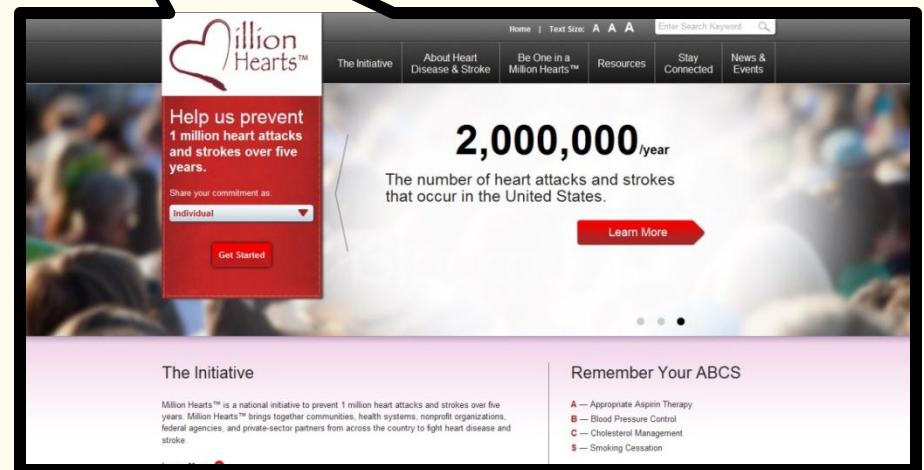 Million
Hearts™
Home | Text Size: A A A
Enter Search Keyword
The Initiative
About Heart
Disease & Stroke
Be One in a
Million Hearts™
Resources
Stay
Connected
News &
Events
Help us prevent
1 million heart attacks
and strokes over five
years.
Share your commitment as:
Individual
Get Started
2,000,000/year
The number of heart attacks and strokes
that occur in the United States.
Learn More
The Initiative
Million Hearts™ is a national initiative to prevent 1 million heart attacks and strokes over five
years. Million Hearts™ brings together communities, health systems, nonprofit organizations,
federal agencies, and private-sector partners from across the country to fight heart disease and
stroke.
Remember Your ABCS
A — Appropriate Aspirin Therapy
B — Blood Pressure Control
C — Cholesterol Management
S — Smoking Cessation